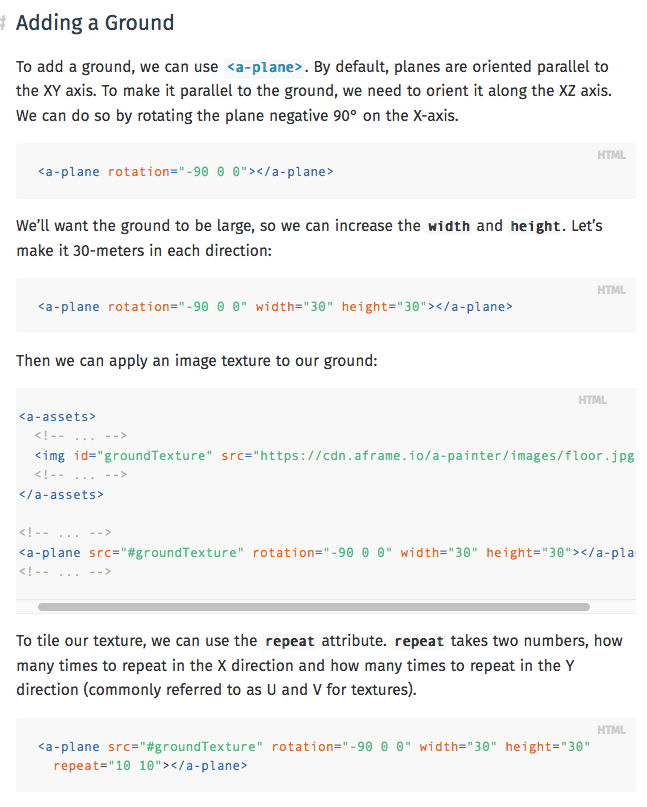 # Adding a Ground
To add a ground, we can use <a-plane>. By default, planes are oriented parallel to
the XY axis. To make it parallel to the ground, we need to orient it along the XZ axis.
We can do so by rotating the plane negative 90° on the X-axis.
HTML
<a-plane rotation="-90 0 0"></a-plane>
We’ll want the ground to be large, so we can increase the width and height. Let’s
make it 30-meters in each direction:
HTML
<a-plane rotation="-90 0 0" width="30" height="30"></a-plane>
Then we can apply an image texture to our ground:
HTML
<a-assets>
  <!-- ... -->
  <img id="groundTexture" src="https://cdn.aframe.io/a-painter/images/floor.jpg
  <!-- ... -->
</a-assets>
<!-- ... -->
<a-plane src="#groundTexture" rotation="-90 0 0" width="30" height="30"></a-pla
<!-- ... -->
To tile our texture, we can use the repeat attribute. repeat takes two numbers, how
many times to repeat in the X direction and how many times to repeat in the Y
direction (commonly referred to as U and V for textures).
HTML
<a-plane src="#groundTexture" rotation="-90 0 0" width="30" height="30"
  repeat="10 10"></a-plane>